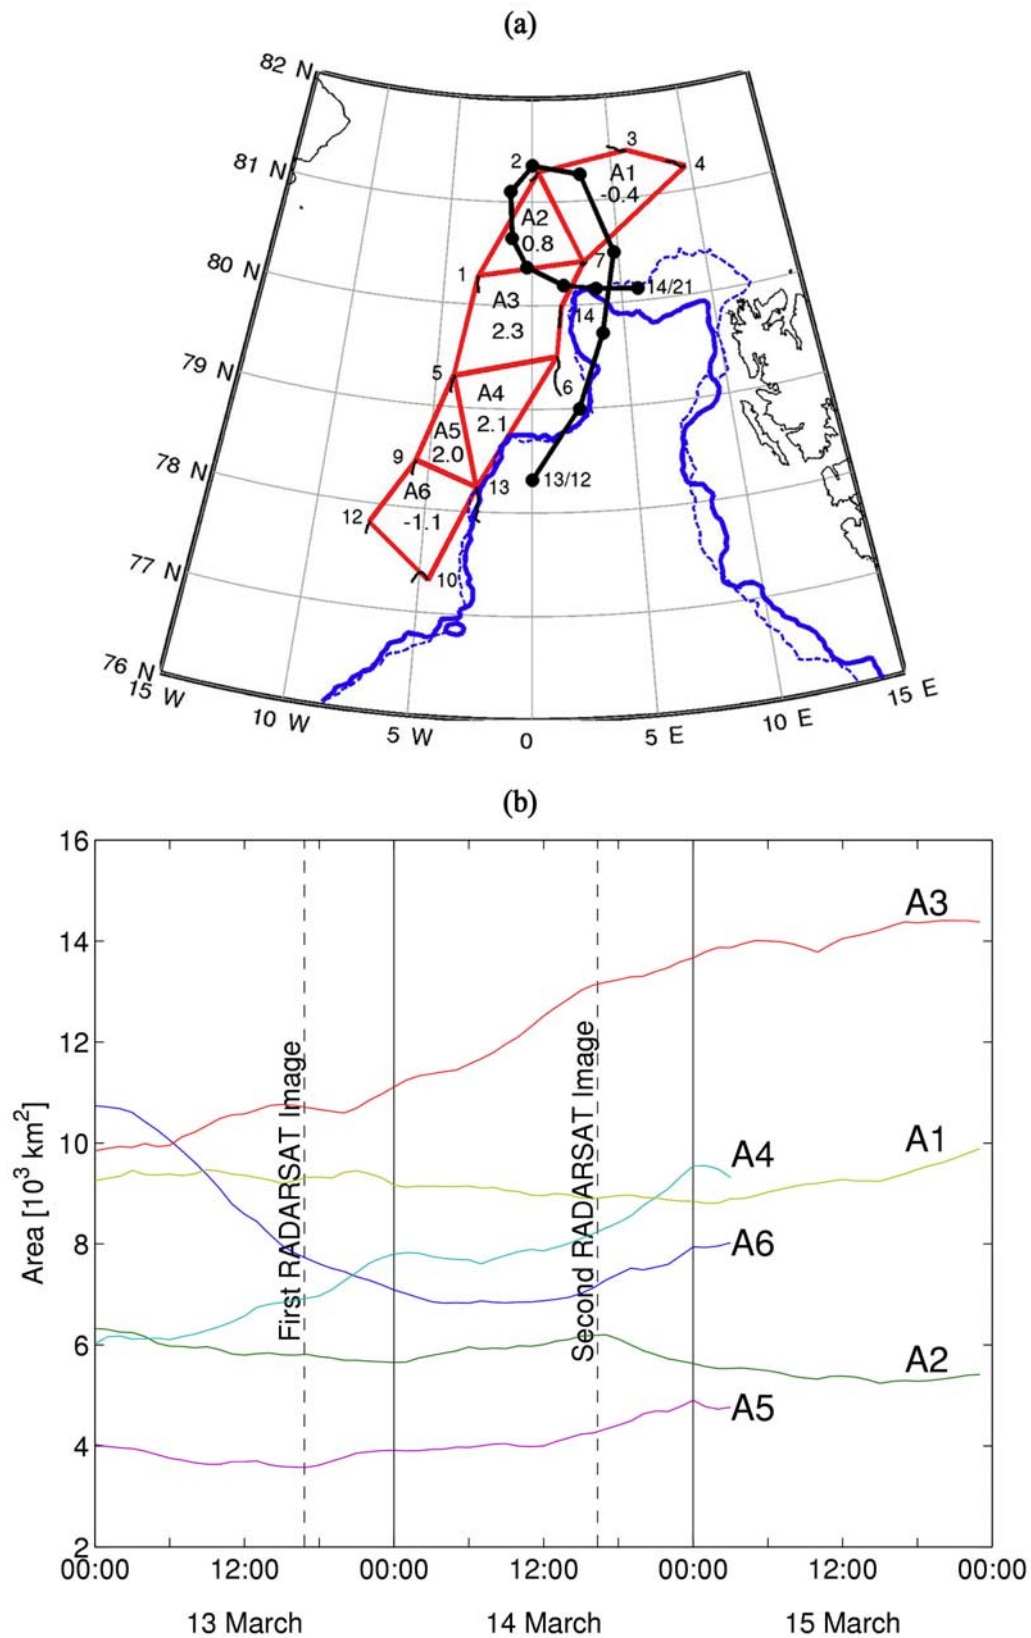 (a)
82 N
81 N
80 N
79 N
78 N
77 N
76 N
15 W
10 W
5 W
0
5 E
10 E
15 E
2
3
4
A1
-0.4
A2
0.8
1
7
A3
2.3
14/21
14
5
6
A4
2.1
A5
2.0
9
13
13/12
A6
-1.1
12
10
(b)
Area [10³ km²]
16
14
12
10
8
6
4
2
First RADARSAT Image
Second RADARSAT Image
A3
A1
A4
A6
A2
A5
00:00 12:00 00:00 12:00 00:00 12:00 00:00
13 March 14 March 15 March